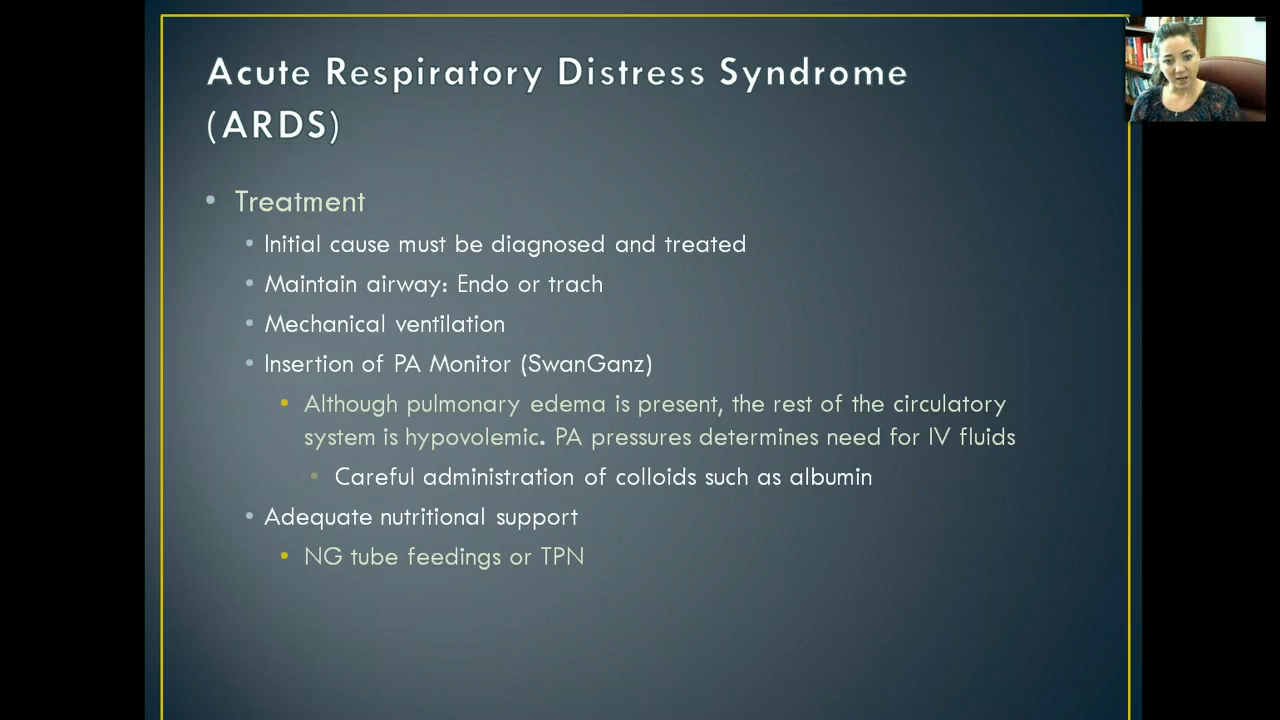 Acute Respiratory Distress Syndrome
(ARDS)
• Treatment
• Initial cause must be diagnosed and treated
• Maintain airway: Endo or trach
• Mechanical ventilation
• Insertion of PA Monitor (SwanGanz)
• Although pulmonary edema is present, the rest of the circulatory
system is hypovolemic. PA pressures determines need for IV fluids
• Careful administration of colloids such as albumin
• Adequate nutritional support
• NG tube feedings or TPN